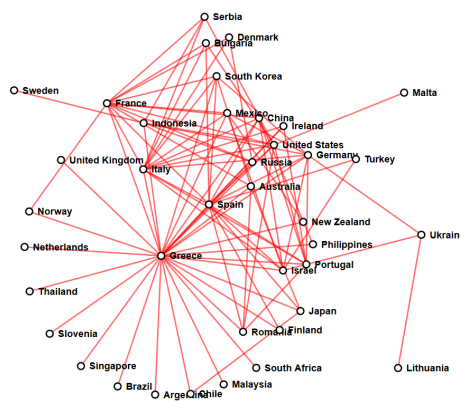 Serbia
Denmark
Bulgaria
South Korea
Sweden
Malta
France
Mexico
China
Indonesia
Ireland
United States
Germany
Turkey
United Kingdom
Italy
Russia
Australia
Spain
Norway
New Zealand
Ukrain
Netherlands
Philippines
Greece
Portugal
Israel
Thailand
Japan
Slovenia
Romania
Finland
Singapore
South Africa
Lithuania
Brazil
Malaysia
Argentina
Chile